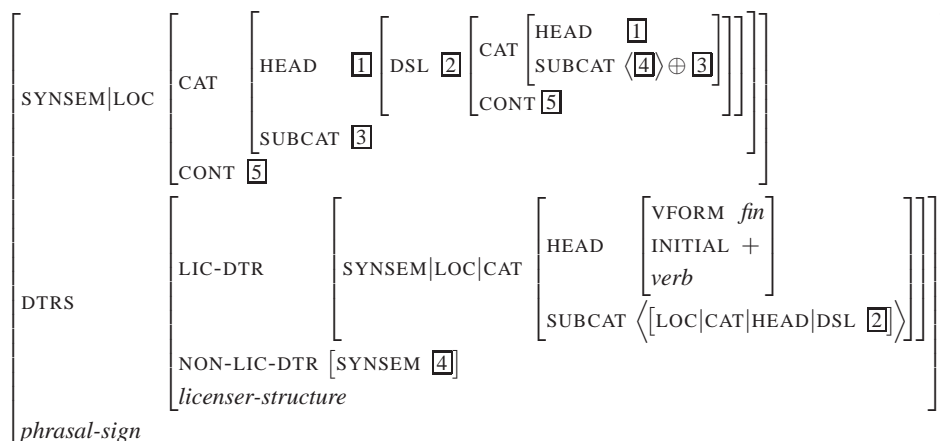 HEAD 1
CAT
HEAD 1 DSL 2 SUBCAT ⟨4⟩ ⊕ 3
CAT
SYNSEM|LOC CONT 5
SUBCAT 3
CONT 5
VFORM fin
HEAD INITIAL +
LIC-DTR SYNSEM|LOC|CAT
verb
DTRS SUBCAT ⟨[LOC|CAT|HEAD|DSL 2]⟩
NON-LIC-DTR [SYNSEM 4]
licenser-structure
phrasal-sign